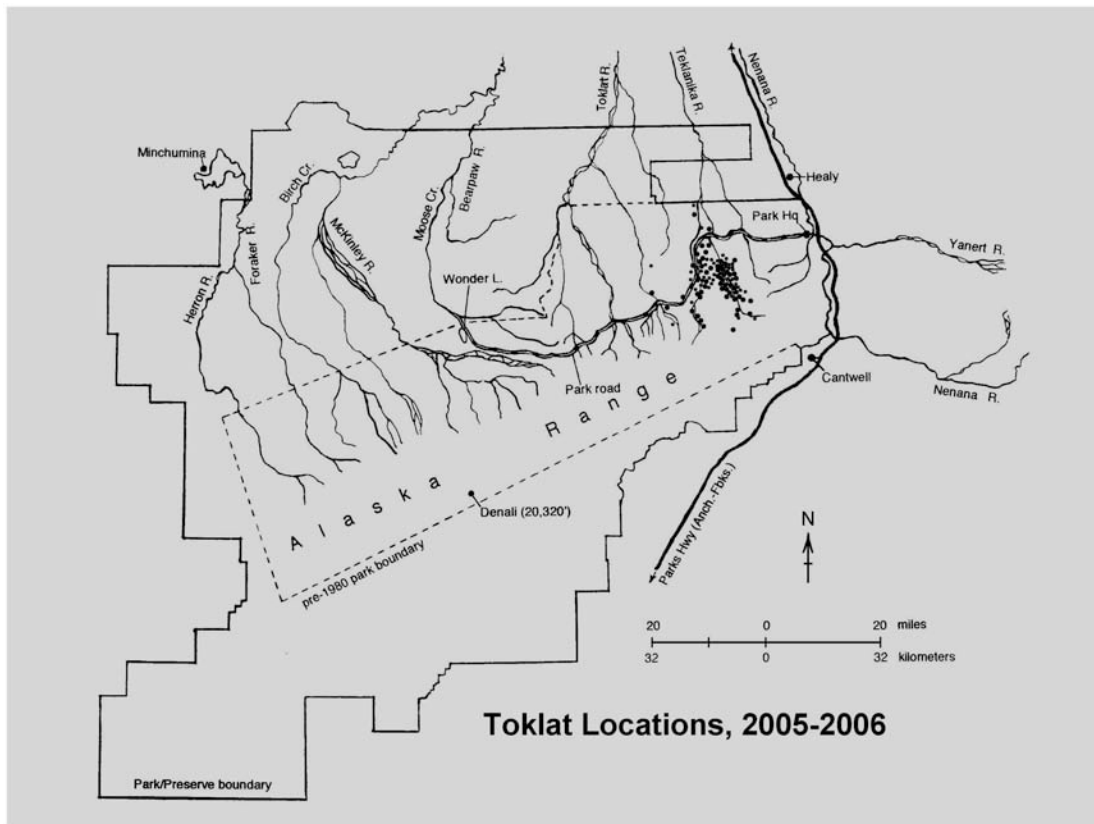 Minchumina
Birch Cr.
Foraker R.
Herron R.
McKinley R.
Moose Cr.
Bearpaw R.
Toklat R.
Teklanika R.
Nenana R.
Healy
Park Hq
Yanert R.
Wonder L.
Park road
Cantwell
Nenana R.
Alaska Range
Denali (20,320')
pre-1980 park boundary
Parks Hwy (Anch.-Fbks.)
N
20 0 20 miles
32 0 32 kilometers
Toklat Locations, 2005-2006
Park/Preserve boundary